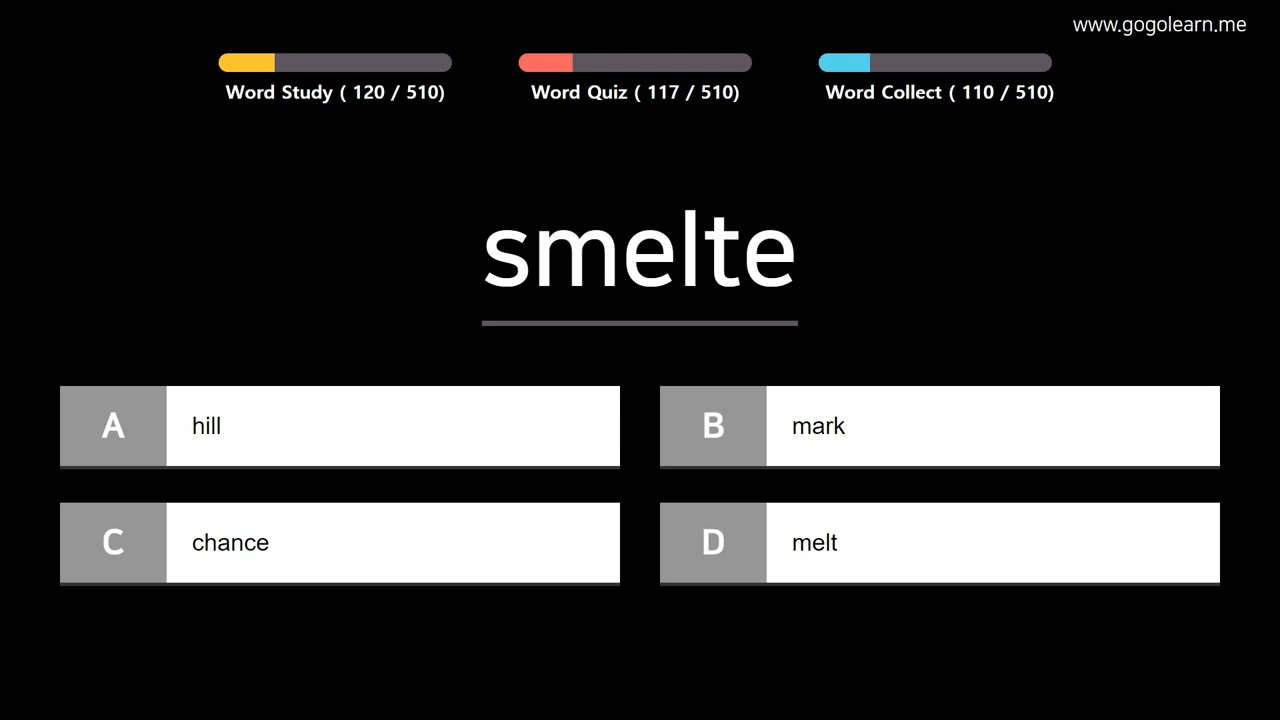 www.gogolearn.me
Word Study ( 120 / 510)
Word Quiz ( 117 / 510)
Word Collect ( 110 / 510)
smelte
A hill
B mark
C chance
D melt